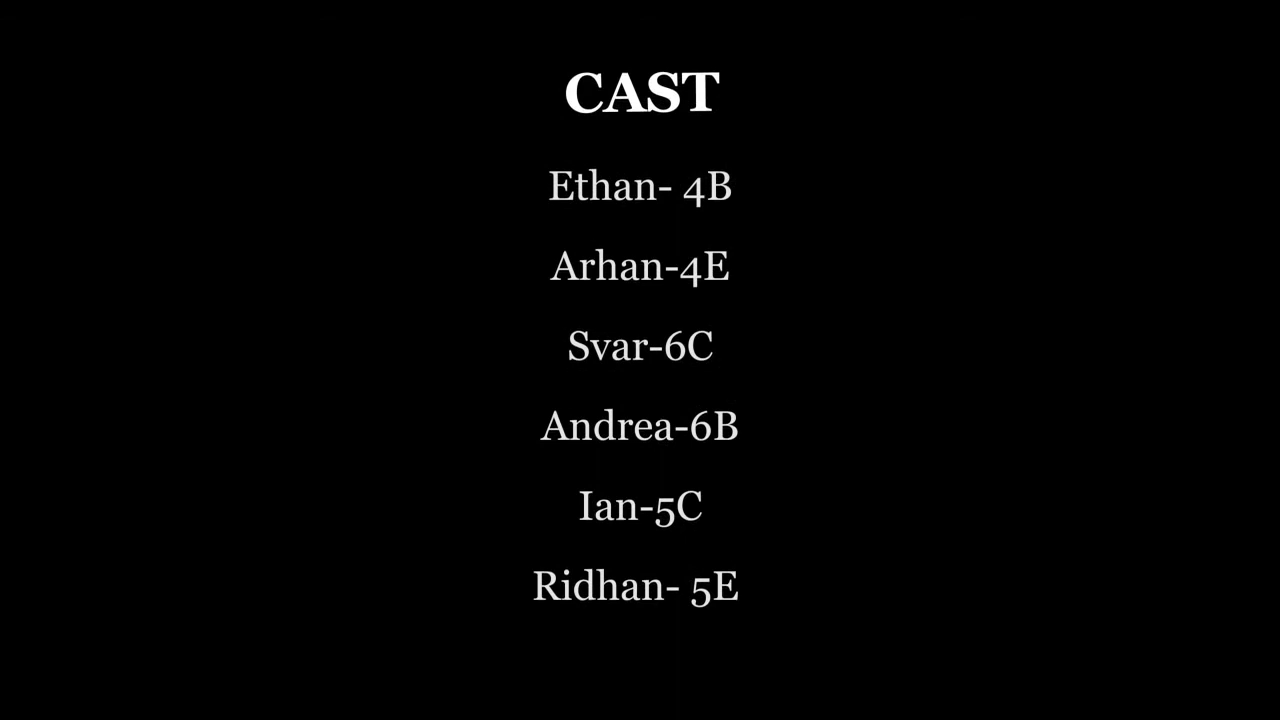 CAST
Ethan- 4B
Arhan-4E
Svar-6C
Andrea-6B
Ian-5C
Ridhan- 5E